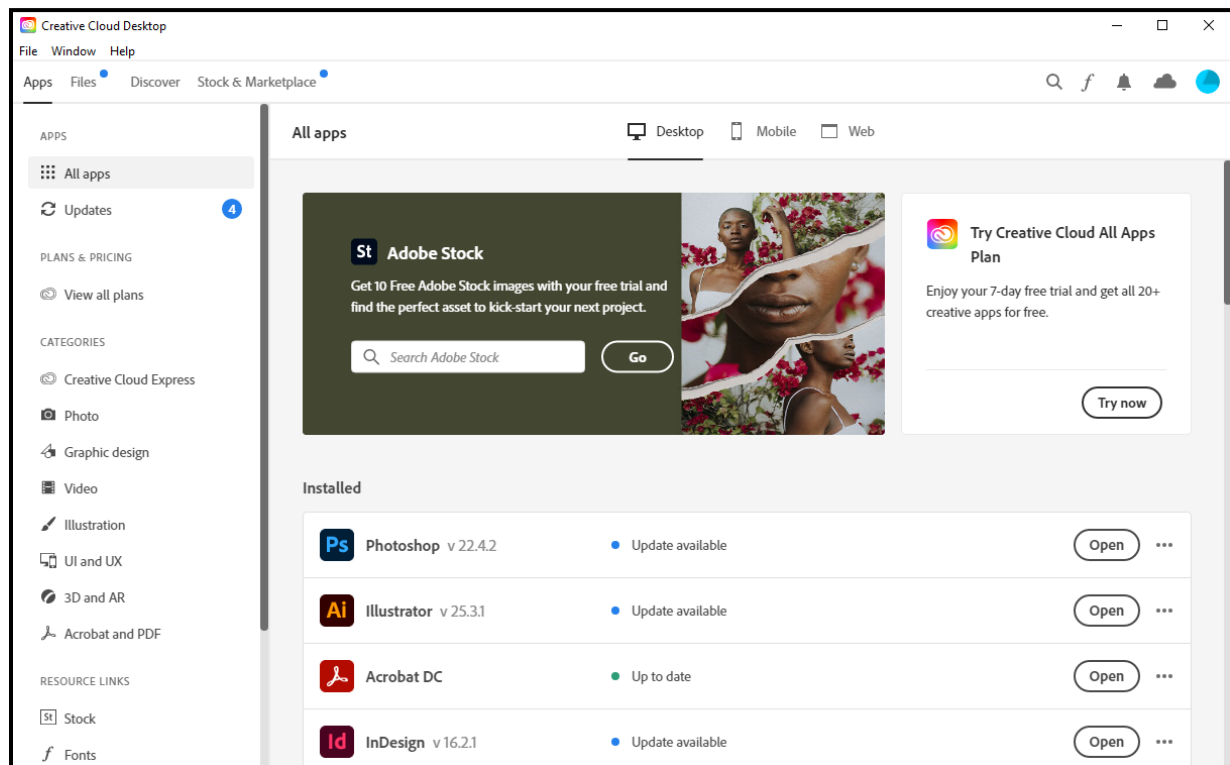 Creative Cloud Desktop
File Window Help
Apps Files Discover Stock & Marketplace
APPS
All apps
Updates 4
PLANS & PRICING
View all plans
CATEGORIES
Creative Cloud Express
Photo
Graphic design
Video
Illustration
UI and UX
3D and AR
Acrobat and PDF
RESOURCE LINKS
St Stock
f Fonts
All apps
Desktop Mobile Web
St Adobe Stock
Get 10 Free Adobe Stock images with your free trial and
find the perfect asset to kick-start your next project.
Search Adobe Stock Go
Try Creative Cloud All Apps
Plan
Enjoy your 7-day free trial and get all 20+
creative apps for free.
Try now
Installed
Ps Photoshop v 22.4.2 Update available Open
Ai Illustrator v 25.3.1 Update available Open
Acrobat DC Up to date Open
Id InDesign v 16.2.1 Update available Open